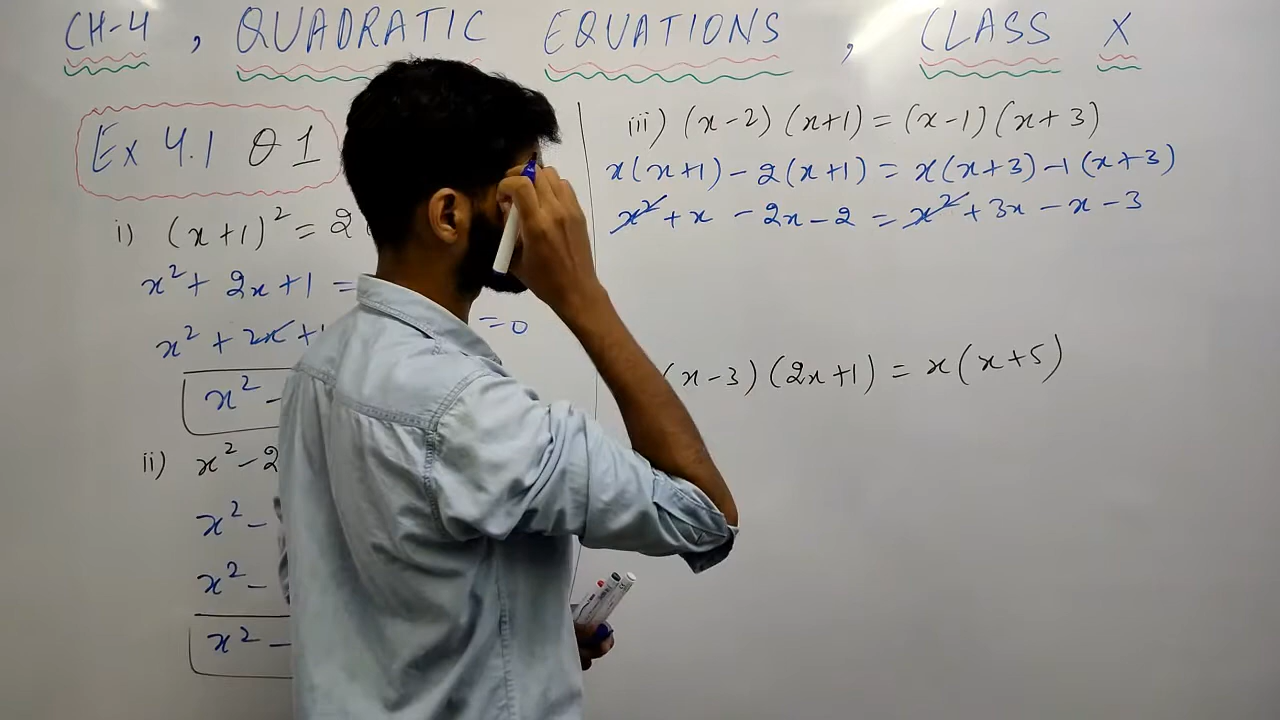 CH-4 , QUADRATIC EQUATIONS , CLASS X
Ex 4.1 Q 1
i) (x+1)² = 2
x² + 2x + 1 =
x² + 2x + 1 = 0
x² -
ii) x² - 2
x² -
x² -
x² -
iii) (x-2)(x+1) = (x-1)(x+3)
x(x+1) - 2(x+1) = x(x+3) - 1(x+3)
x² + x - 2x - 2 = x² + 3x - x - 3
(x-3)(2x+1) = x(x+5)